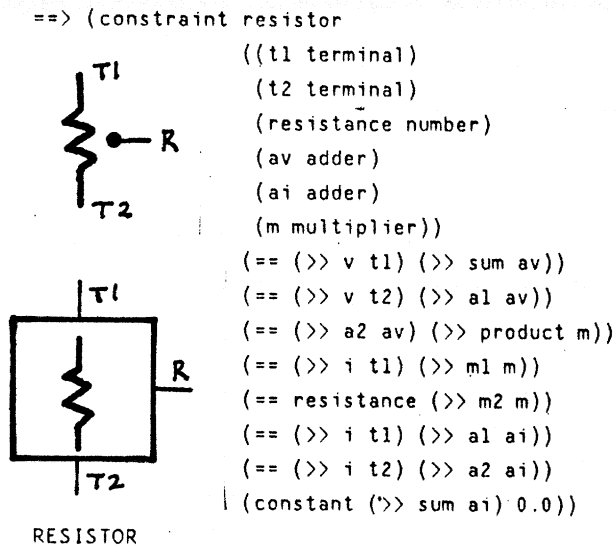 ==> (constraint resistor
((t1 terminal)
(t2 terminal)
(resistance number)
(av adder)
(ai adder)
(m multiplier))
(== (>> v t1) (>> sum av))
(== (>> v t2) (>> a1 av))
(== (>> a2 av) (>> product m))
(== (>> i t1) (>> m1 m))
(== resistance (>> m2 m))
(== (>> i t1) (>> a1 ai))
(== (>> i t2) (>> a2 ai))
(constant (>> sum ai) 0.0))
T1
R
T2
T1
R
T2
RESISTOR